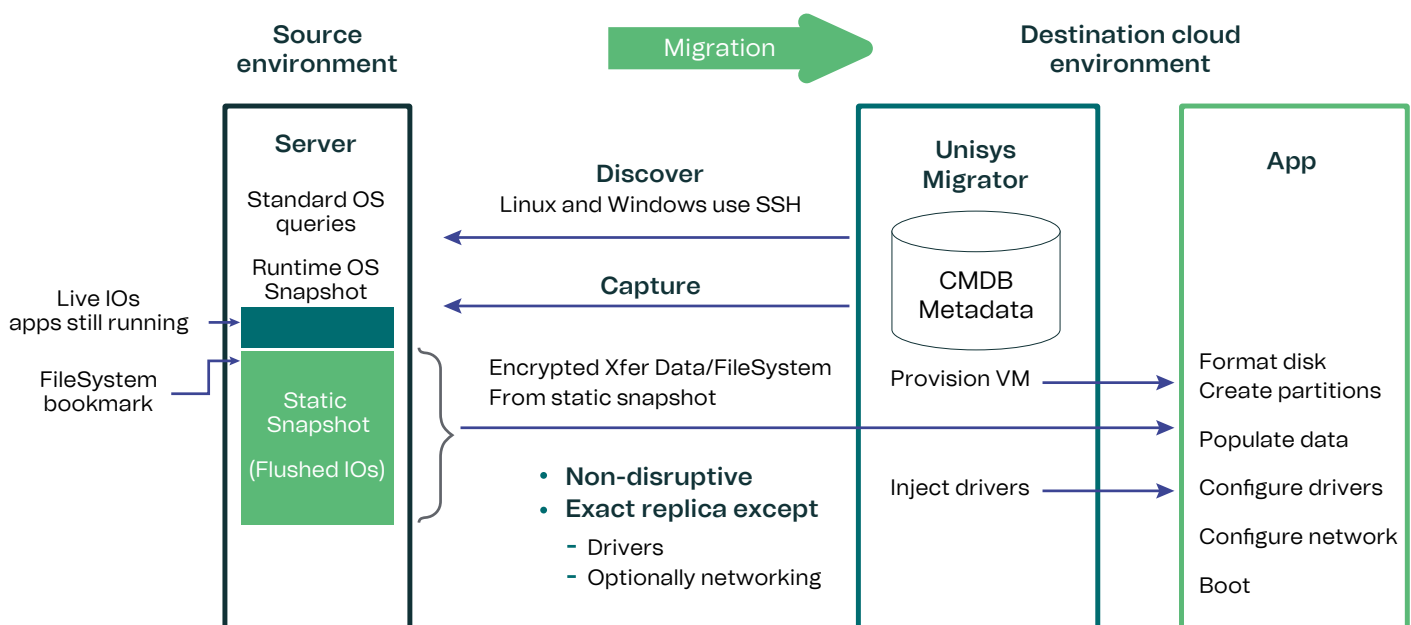 Source
environment
Migration
Destination cloud
environment
Server
Standard OS
queries
Runtime OS
Snapshot
Live IOs
apps still running
FileSystem
bookmark
Static
Snapshot
(Flushed IOs)
Discover
Linux and Windows use SSH
Capture
Encrypted Xfer Data/FileSystem
From static snapshot
• Non-disruptive
• Exact replica except
- Drivers
- Optionally networking
Unisys
Migrator
CMDB
Metadata
Provision VM
Inject drivers
App
Format disk
Create partitions
Populate data
Configure drivers
Configure network
Boot